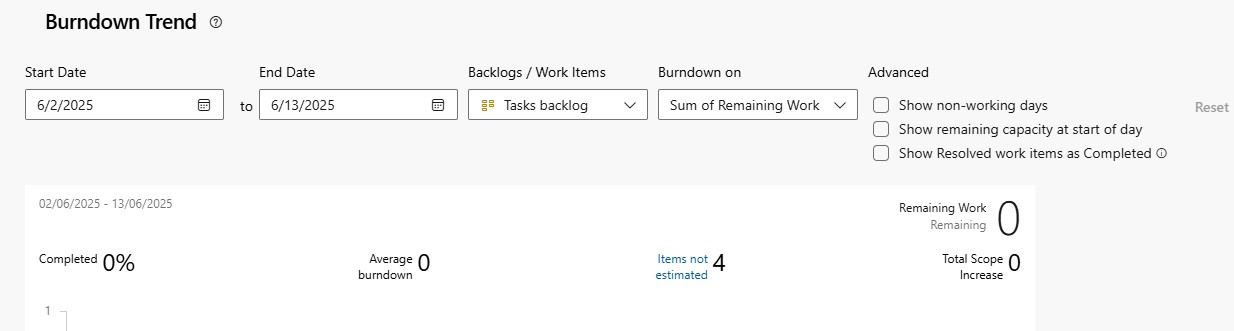 Burndown Trend
Start Date
End Date
Backlogs / Work Items
Burndown on
Advanced
6/2/2025
to
6/13/2025
Tasks backlog
Sum of Remaining Work
Show non-working days
Reset
Show remaining capacity at start of day
Show Resolved work items as Completed
02/06/2025 - 13/06/2025
Remaining Work
Remaining
0
Completed
0%
Average
burndown
0
Items not
estimated
4
Total Scope
Increase
0
1